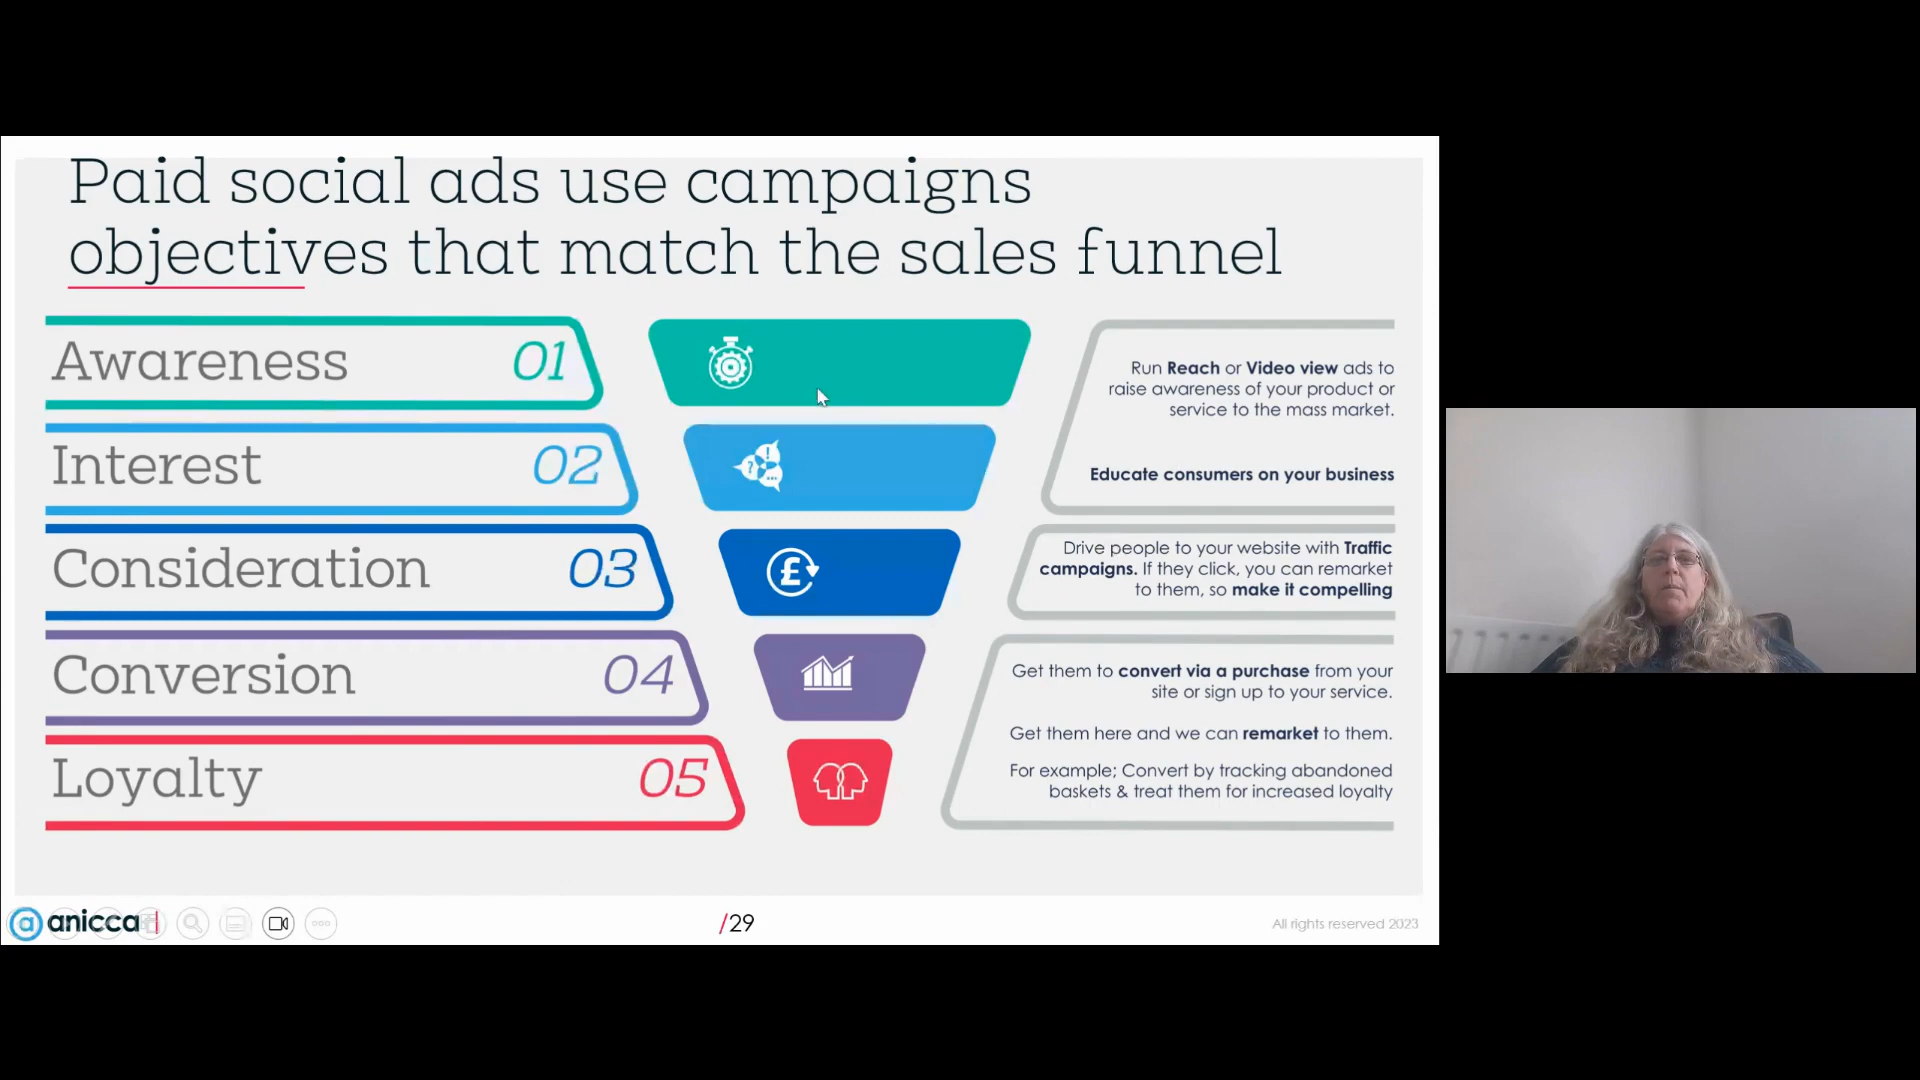 Paid social ads use campaigns
objectives that match the sales funnel
Awareness 01
Interest 02
Consideration 03
Conversion 04
Loyalty 05
Run Reach or Video view ads to
raise awareness of your product or
service to the mass market.
Educate consumers on your business
Drive people to your website with Traffic
campaigns. If they click, you can remarket
to them, so make it compelling
Get them to convert via a purchase from your
site or sign up to your service.
Get them here and we can remarket to them.
For example; Convert by tracking abandoned
baskets & treat them for increased loyalty
anicca
/29
All rights reserved 2023